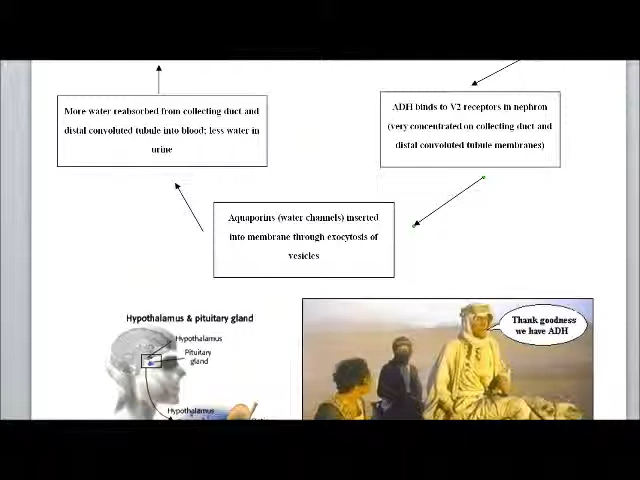 More water reabsorbed from collecting duct and
distal convoluted tubule into blood; less water in
urine
ADH binds to V2 receptors in nephron
(very concentrated on collecting duct and
distal convoluted tubule membranes)
Aquaporins (water channels) inserted
into membrane through exocytosis of
vesicles
Hypothalamus & pituitary gland
Hypothalamus
Pituitary
gland
Hypothalamus
Thank goodness
we have ADH